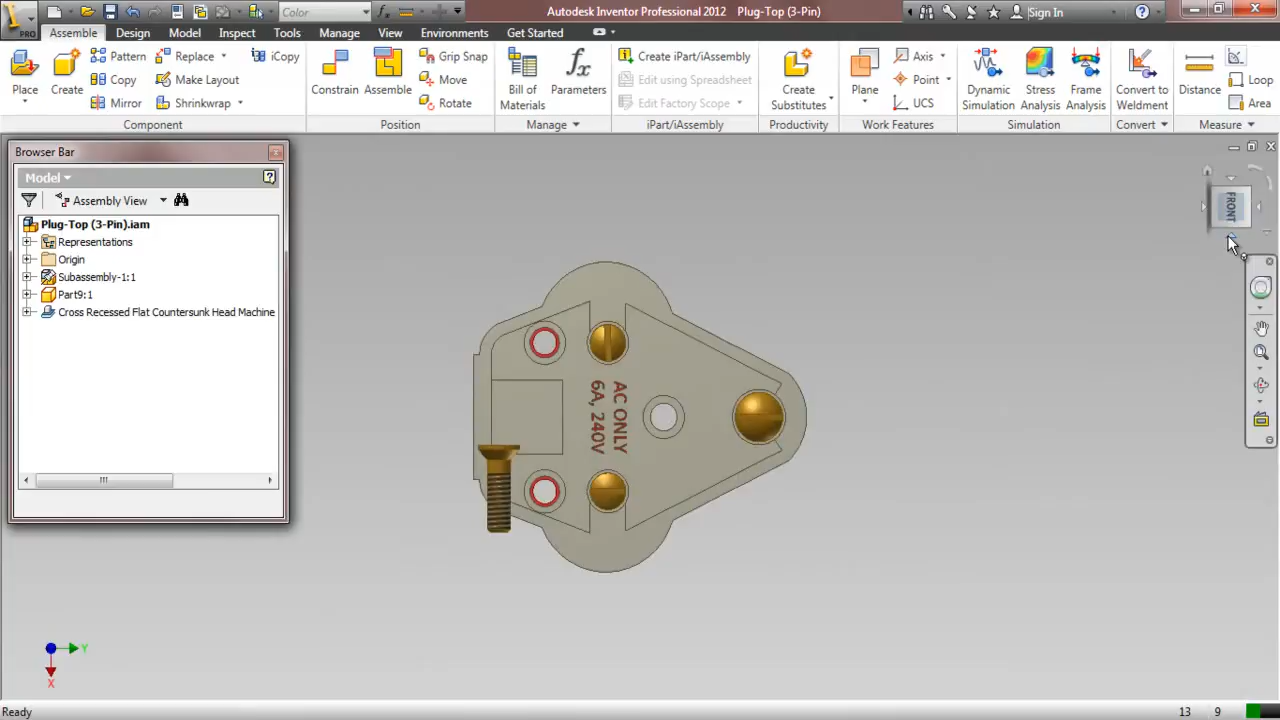 Color
Autodesk Inventor Professional 2012 Plug-Top (3-Pin)
Sign In
PRO
Assemble Design Model Inspect Tools Manage View Environments Get Started
Place
Create
Pattern
Copy
Mirror
Replace
Make Layout
Shrinkwrap
iCopy
Component
Constrain
Assemble
Grip Snap
Move
Rotate
Position
Bill of
Materials
Parameters
Manage
Create iPart/iAssembly
Edit using Spreadsheet
Edit Factory Scope
iPart/iAssembly
Create
Substitutes
Productivity
Plane
Axis
Point
UCS
Work Features
Dynamic
Simulation
Stress
Analysis
Frame
Analysis
Simulation
Convert to
Weldment
Convert
Distance
Loop
Area
Measure
Browser Bar
Model
Assembly View
Plug-Top (3-Pin).iam
Representations
Origin
Subassembly-1:1
Part9:1
Cross Recessed Flat Countersunk Head Machine
AC ONLY
6A, 240V
FRONT
Y
X
Ready
13 9